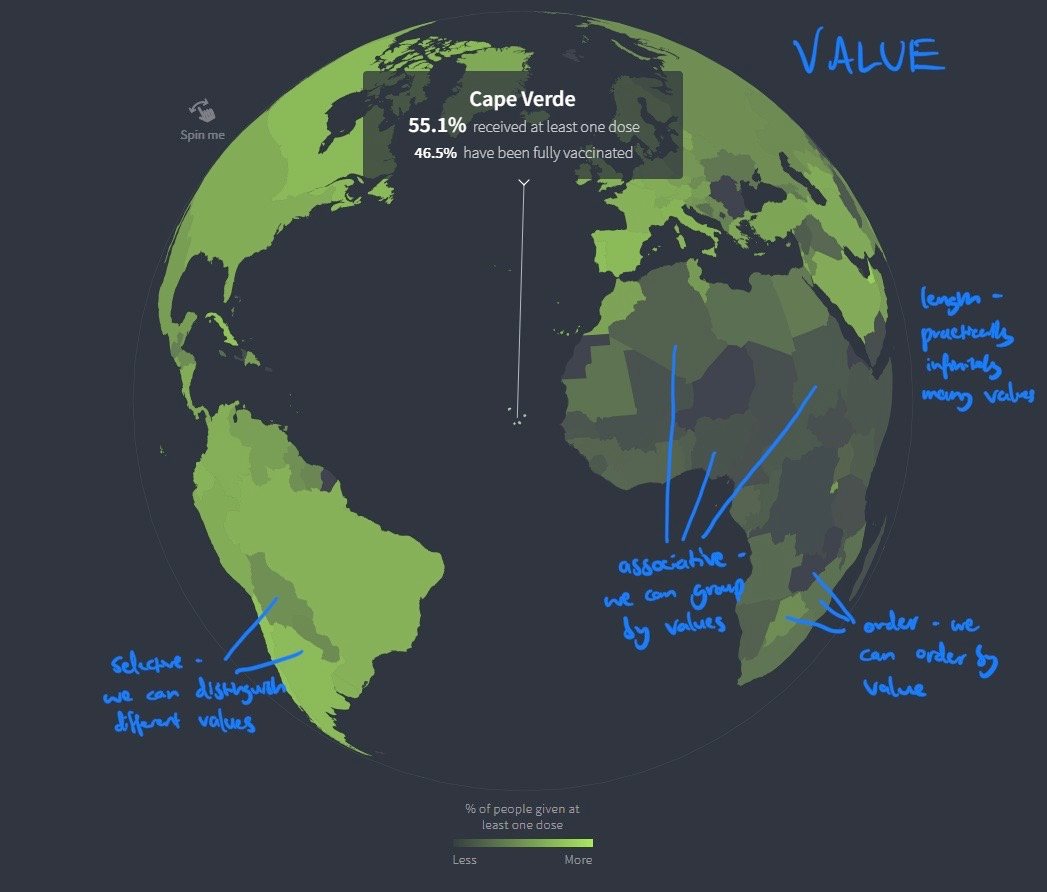 VALUE
Cape Verde
55.1% received at least one dose
46.5% have been fully vaccinated
Spin me
length -
practically
infinitely
many values
associative -
we can group
by values
order - we
can order by
value
selective -
we can distinguish
different values
% of people given at
least one dose
Less More